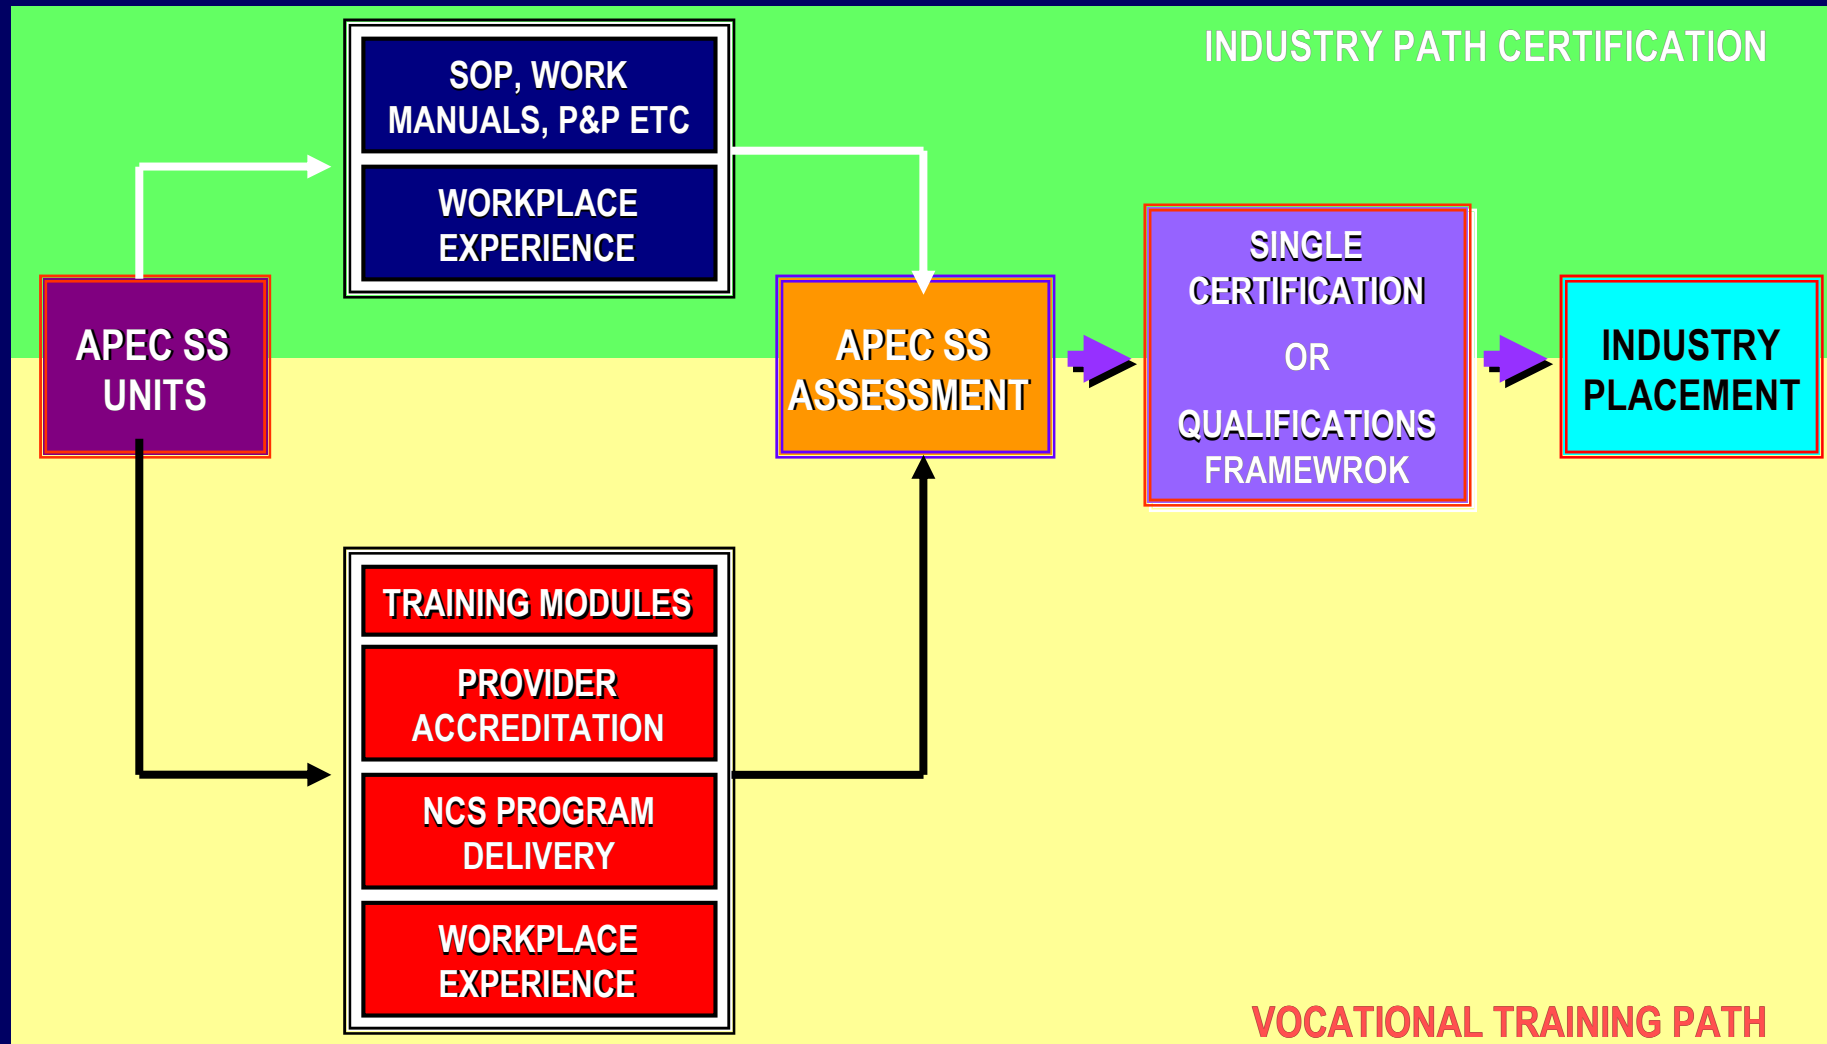 INDUSTRY PATH CERTIFICATION
SOP, WORK
MANUALS, P&P ETC
WORKPLACE
EXPERIENCE
APEC SS
UNITS
APEC SS
ASSESSMENT
SINGLE
CERTIFICATION
OR
QUALIFICATIONS
FRAMEWROK
INDUSTRY
PLACEMENT
TRAINING MODULES
PROVIDER
ACCREDITATION
NCS PROGRAM
DELIVERY
WORKPLACE
EXPERIENCE
VOCATIONAL TRAINING PATH